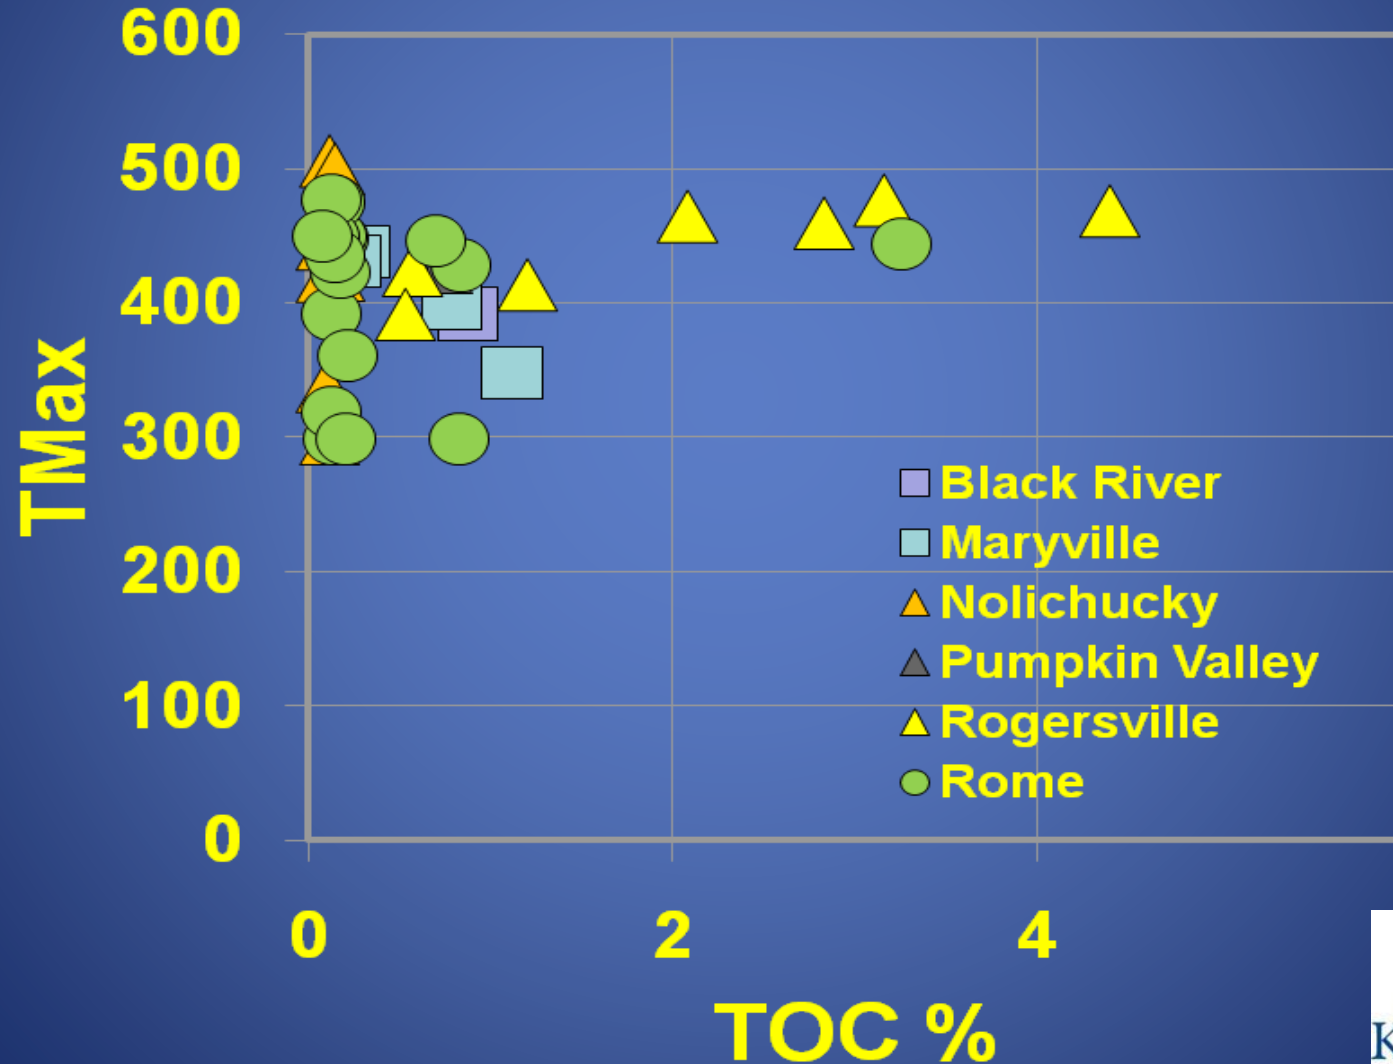 600
500
400
300
200
100
0
TMax
Black River
Maryville
Nolichucky
Pumpkin Valley
Rogersville
Rome
0 2 4
TOC %
K